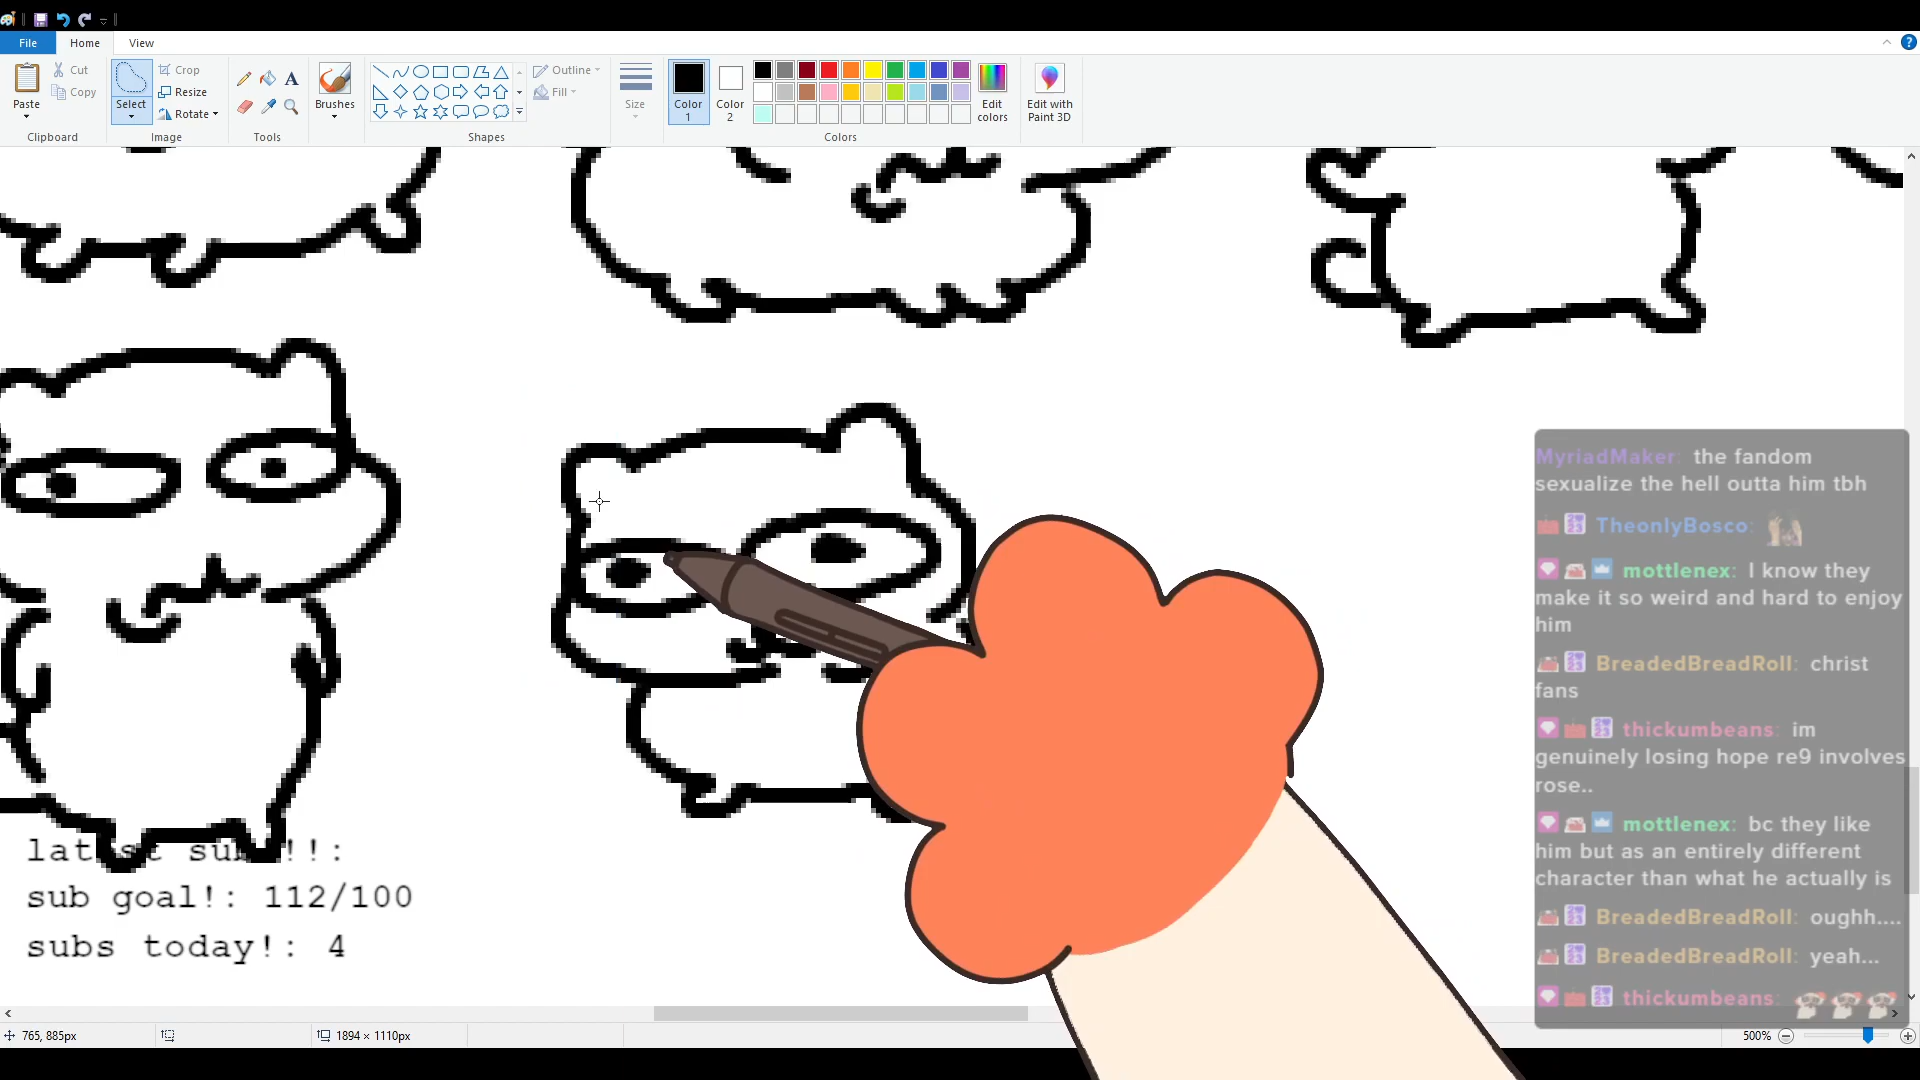 File Home View
Paste
Cut
Copy
Clipboard
Select
Crop
Resize
Rotate
Image
A
Tools
Brushes
Outline
Fill
Shapes
Size
Color 1
Color 2
Edit colors
Colors
Edit with Paint 3D
MyriadMaker: the fandom
sexualize the hell outta him tbh
TheonlyBosco:
mottlenex: I know they
make it so weird and hard to enjoy
him
BreadedBreadRoll: christ
fans
thickumbeans: im
genuinely losing hope re9 involves
rose..
mottlenex: bc they like
him but as an entirely different
character than what he actually is
BreadedBreadRoll: oughh....
BreadedBreadRoll: yeah...
thickumbeans:
sub goal!: 112/100
subs today!: 4
765, 885px
1894 × 1110px
500%